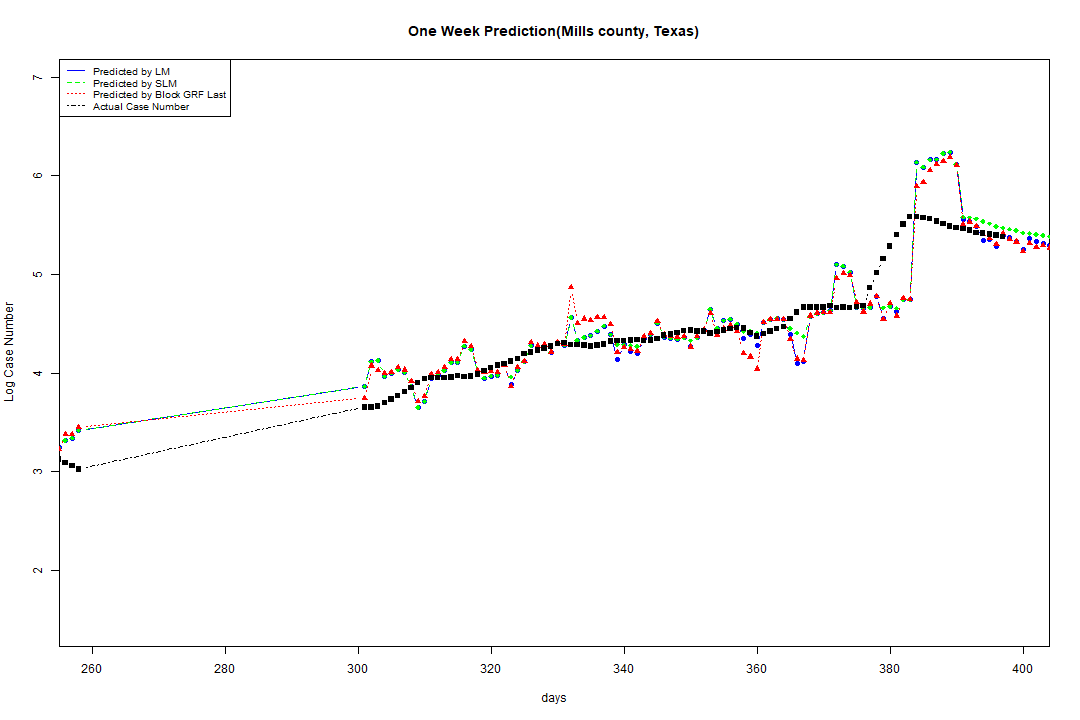 One Week Prediction(Mills county, Texas)
Predicted by LM
Predicted by SLM
Predicted by Block GRF Last
Actual Case Number
7
6
5
4
3
2
Log Case Number
260 280 300 320 340 360 380 400
days